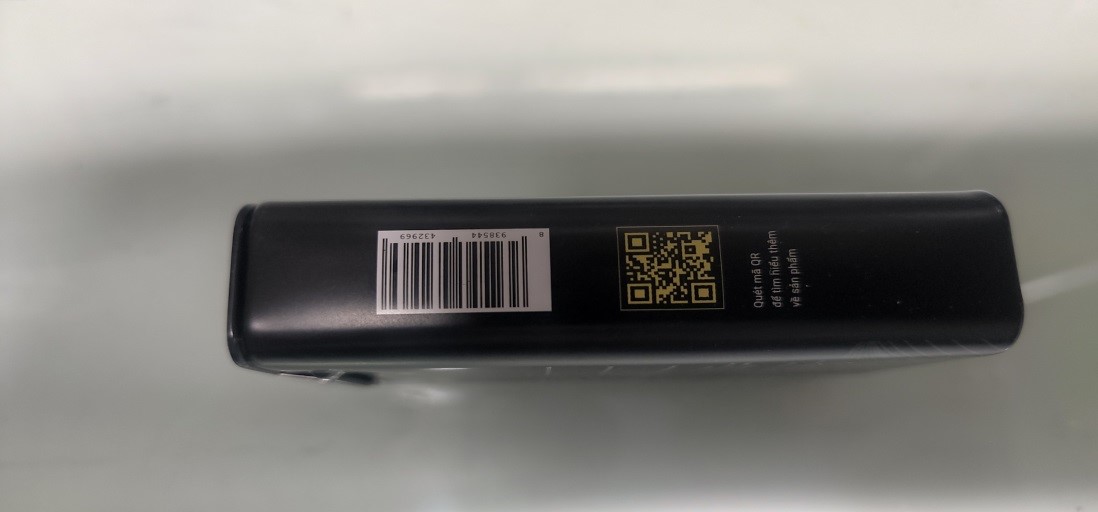 8 938544 432969
Quét mã QR
để tìm hiểu thêm
về sản phẩm